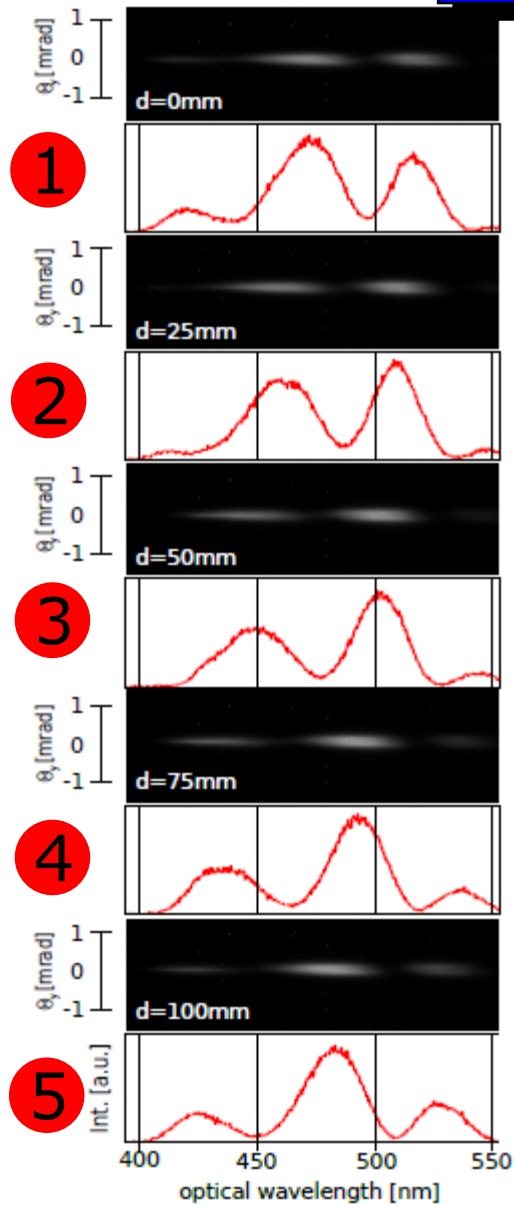 1
0
-1
θy[mrad]
d=0mm
1
1
0
-1
θy[mrad]
d=25mm
2
1
0
-1
θy[mrad]
d=50mm
3
1
0
-1
θy[mrad]
d=75mm
4
1
0
-1
θy[mrad]
d=100mm
5
Int. [a.u.]
400 450 500 550
optical wavelength [nm]